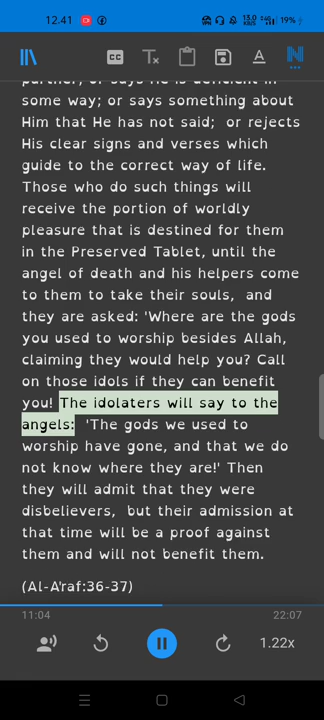 12.41
19%
CC
partner, or says He is deficient in
some way; or says something about
Him that He has not said;  or rejects
His clear signs and verses which
guide to the correct way of life.
Those who do such things will
receive the portion of worldly
pleasure that is destined for them
in the Preserved Tablet, until the
angel of death and his helpers come
to them to take their souls,  and
they are asked: 'Where are the gods
you used to worship besides Allah,
claiming they would help you? Call
on those idols if they can benefit
you! The idolaters will say to the
angels:  'The gods we used to
worship have gone, and that we do
not know where they are!' Then
they will admit that they were
disbelievers,  but their admission at
that time will be a proof against
them and will not benefit them.
(Al-A'raf:36-37)
11:04
22:07
1.22x